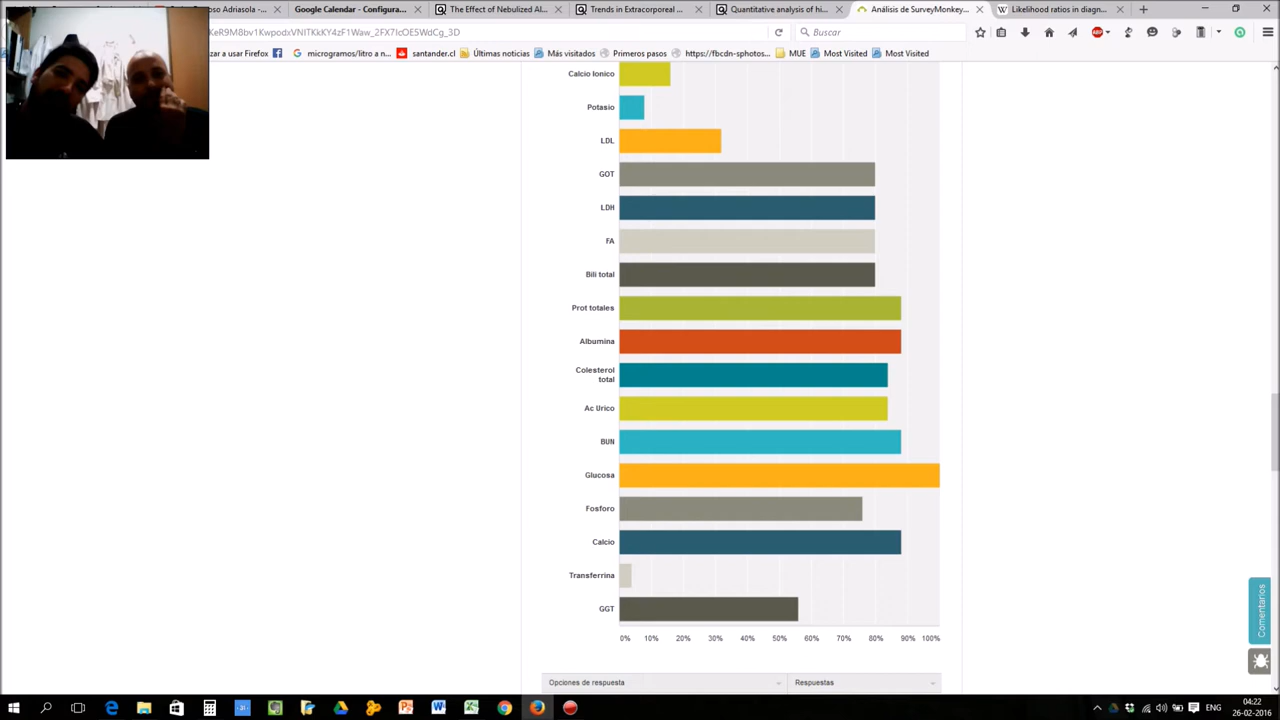 Adriasola -...
Google Calendar - Configura...
The Effect of Nebulized Al...
Trends in Extracorporeal ...
Quantitative analysis of hi...
Análisis de SurveyMonkey...
Likelihood ratios in diagn...
Buscar
zar a usar Firefox
microgramos/litro a n...
santander.cl
Últimas noticias
Más visitados
Primeros pasos
https://fbcdn-sphotos...
MUE
Most Visited
Most Visited
Calcio Ionico
Potasio
LDL
GOT
LDH
FA
Bili total
Prot totales
Albumina
Colesterol
total
Ac Urico
BUN
Glucosa
Fosforo
Calcio
Transferrina
GGT
0% 10% 20% 30% 40% 50% 60% 70% 80% 90% 100%
Comentarios
Opciones de respuesta
Respuestas
04:22
26-02-2016